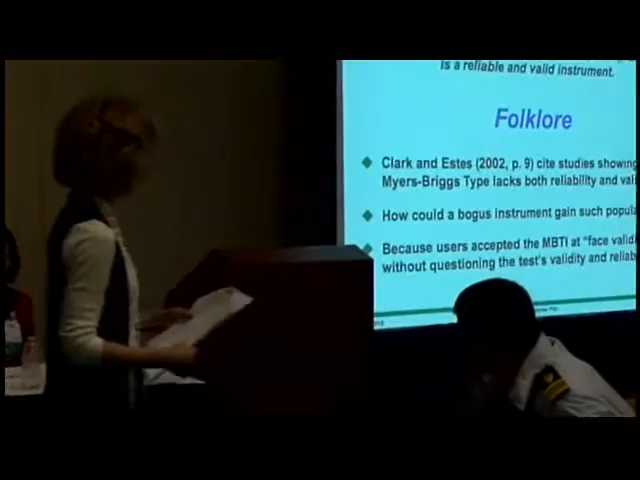 is a reliable and valid instrument.
Folklore
Clark and Estes (2002, p. 9) cite studies showing
Myers-Briggs Type lacks both reliability and
How could a bogus instrument gain such
Because users accepted the MBTI at "face
without questioning the test's validity and